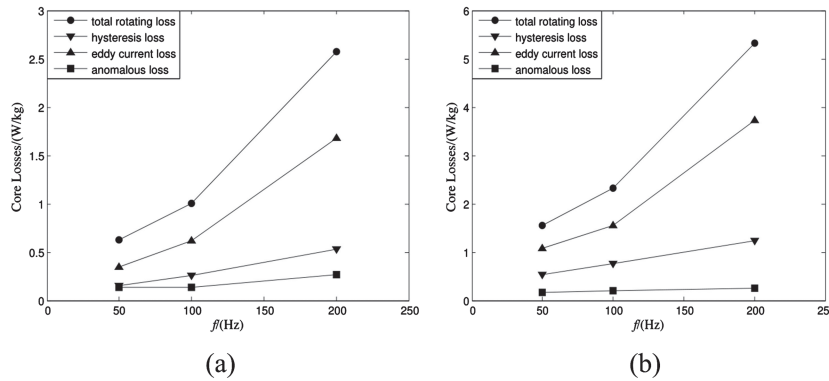 total rotating loss
hysteresis loss
eddy current loss
anomalous loss
Core Losses/(W/kg)
3
2.5
2
1.5
1
0.5
0
0 50 100 150 200 250
f/(Hz)
(a)
total rotating loss
hysteresis loss
eddy current loss
anomalous loss
Core Losses/(W/kg)
6
5
4
3
2
1
0
0 50 100 150 200 25
f/(Hz)
(b)